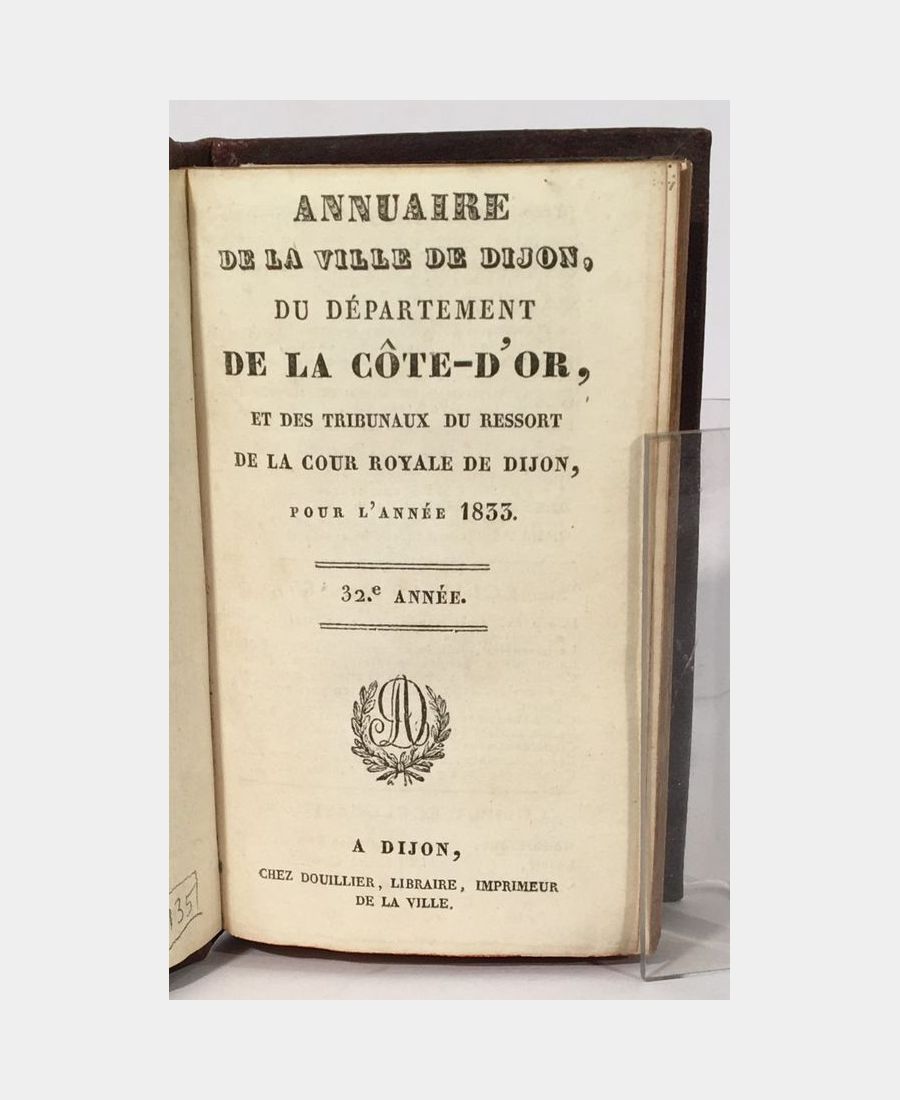 ANNUAIRE
DE LA VILLE DE DIJON,
DU DÉPARTEMENT
DE LA CÔTE-D'OR,
ET DES TRIBUNAUX DU RESSORT
DE LA COUR ROYALE DE DIJON,
POUR L'ANNÉE 1833.
32.e ANNÉE.
D
A DIJON,
CHEZ DOUILLIER, LIBRAIRE, IMPRIMEUR
DE LA VILLE.